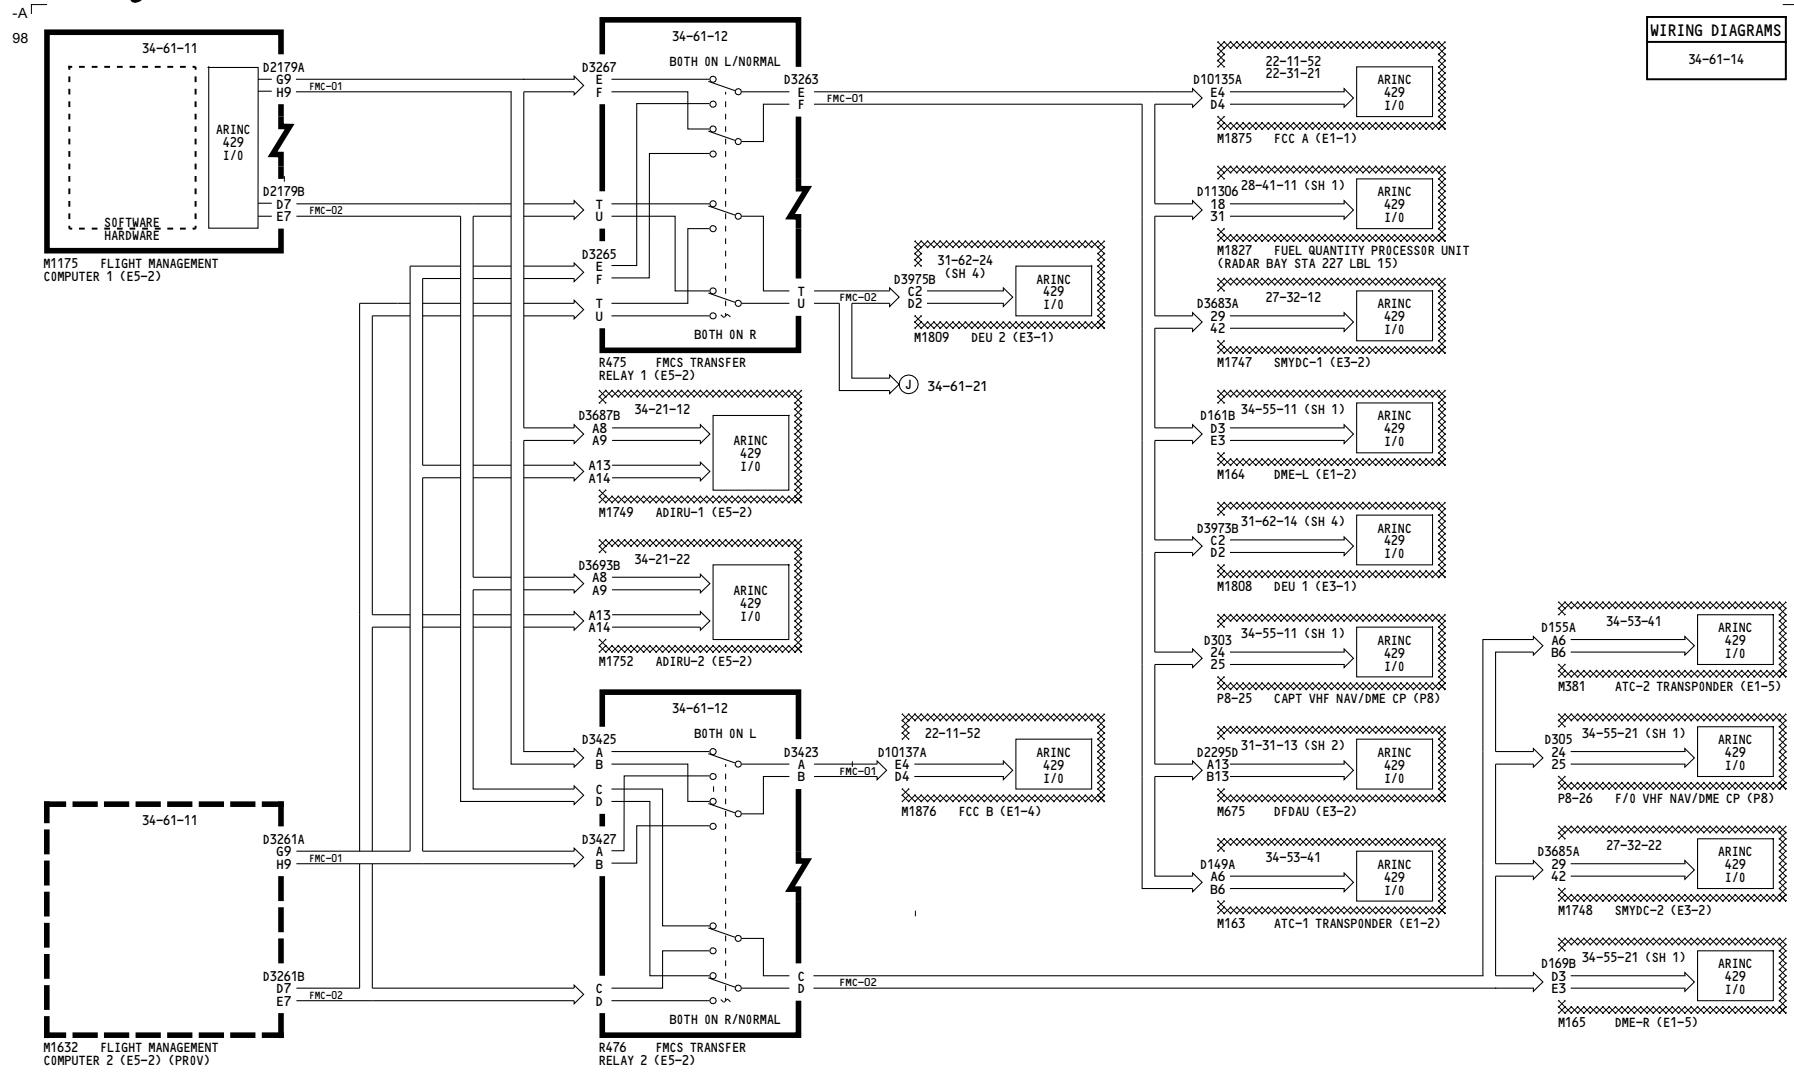 -A
98
WIRING DIAGRAMS
34-61-14
34-61-11
D2179A
G9
H9
FMC-01
ARINC
429
I/O
D2179B
D7
E7
FMC-02
SOFTWARE
HARDWARE
M1175 FLIGHT MANAGEMENT
COMPUTER 1 (E5-2)
34-61-12
BOTH ON L/NORMAL
D3267
E
F
T
U
D3265
E
F
T
U
D3263
E
F
FMC-01
T
U
FMC-02
BOTH ON R
R475 FMCS TRANSFER
RELAY 1 (E5-2)
31-62-24
(SH 4)
D3975B
C2
D2
ARINC
429
I/O
M1809 DEU 2 (E3-1)
J 34-61-21
34-21-12
D3687B
A8
A9
A13
A14
ARINC
429
I/O
M1749 ADIRU-1 (E5-2)
34-21-22
D3693B
A8
A9
A13
A14
ARINC
429
I/O
M1752 ADIRU-2 (E5-2)
34-61-12
BOTH ON L
D3425
A
B
C
D
D3427
A
B
C
D
D3423
A
B
FMC-01
C
D
FMC-02
BOTH ON R/NORMAL
R476 FMCS TRANSFER
RELAY 2 (E5-2)
22-11-52
D10137A
E4
D4
ARINC
429
I/O
M1876 FCC B (E1-4)
34-61-11
D3261A
G9
H9
FMC-01
D3261B
D7
E7
FMC-02
M1632 FLIGHT MANAGEMENT
COMPUTER 2 (E5-2) (PROV)
22-11-52
22-31-21
D10135A
E4
D4
ARINC
429
I/O
M1875 FCC A (E1-1)
28-41-11 (SH 1)
D11306
18
31
ARINC
429
I/O
M1827 FUEL QUANTITY PROCESSOR UNIT
(RADAR BAY STA 227 LBL 15)
27-32-12
D3683A
29
42
ARINC
429
I/O
M1747 SMYDC-1 (E3-2)
34-55-11 (SH 1)
D161B
D3
E3
ARINC
429
I/O
M164 DME-L (E1-2)
31-62-14 (SH 4)
D3973B
C2
D2
ARINC
429
I/O
M1808 DEU 1 (E3-1)
34-55-11 (SH 1)
D303
24
25
ARINC
429
I/O
P8-25 CAPT VHF NAV/DME CP (P8)
31-31-13 (SH 2)
D2295D
A13
B13
ARINC
429
I/O
M675 DFDAU (E3-2)
34-53-41
D149A
A6
B6
ARINC
429
I/O
M163 ATC-1 TRANSPONDER (E1-2)
34-53-41
D155A
A6
B6
ARINC
429
I/O
M381 ATC-2 TRANSPONDER (E1-5)
34-55-21 (SH 1)
D305
24
25
ARINC
429
I/O
P8-26 F/O VHF NAV/DME CP (P8)
27-32-22
D3685A
29
42
ARINC
429
I/O
M1748 SMYDC-2 (E3-2)
34-55-21 (SH 1)
D169B
D3
E3
ARINC
429
I/O
M165 DME-R (E1-5)